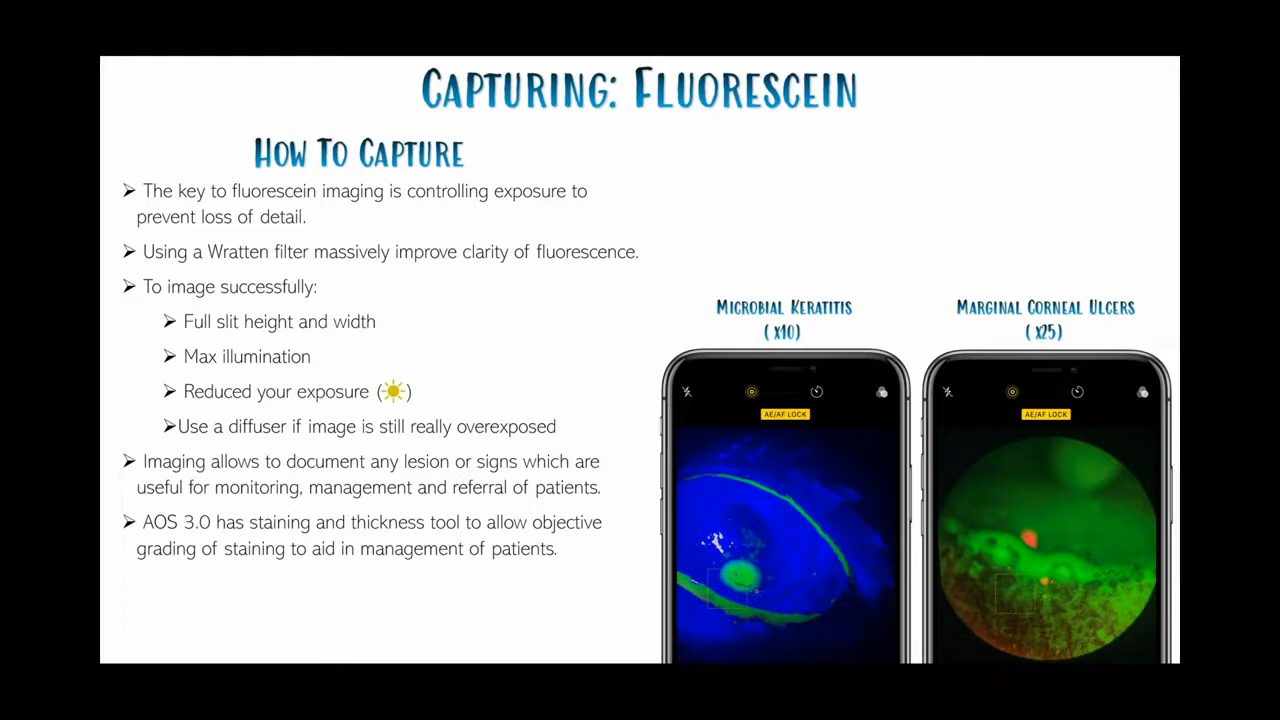 CAPTURING: FLUORESCEIN
HOW TO CAPTURE
The key to fluorescein imaging is controlling exposure to
prevent loss of detail.
Using a Wratten filter massively improve clarity of fluorescence.
To image successfully:
Full slit height and width
Max illumination
Reduced your exposure (☀)
Use a diffuser if image is still really overexposed
Imaging allows to document any lesion or signs which are
useful for monitoring, management and referral of patients.
AOS 3.0 has staining and thickness tool to allow objective
grading of staining to aid in management of patients.
MICROBIAL KERATITIS
(x10)
AE/AF LOCK
MARGINAL CORNEAL ULCERS
(x25)
AE/AF LOCK